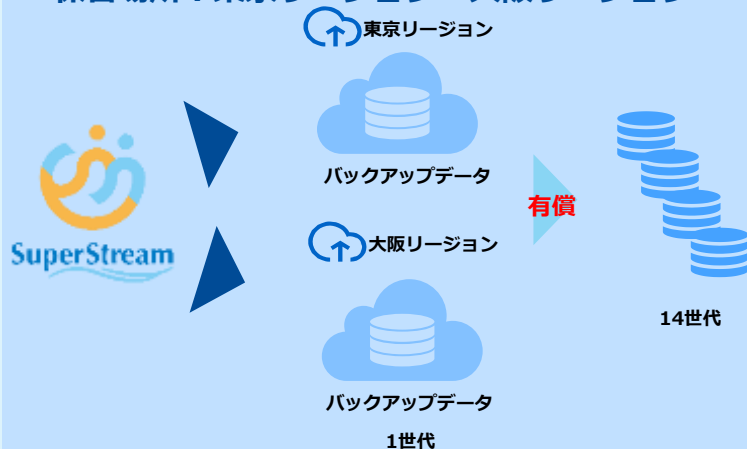 東京リージョン
バックアップデータ
SuperStream
有償
大阪リージョン
14世代
バックアップデータ
1世代